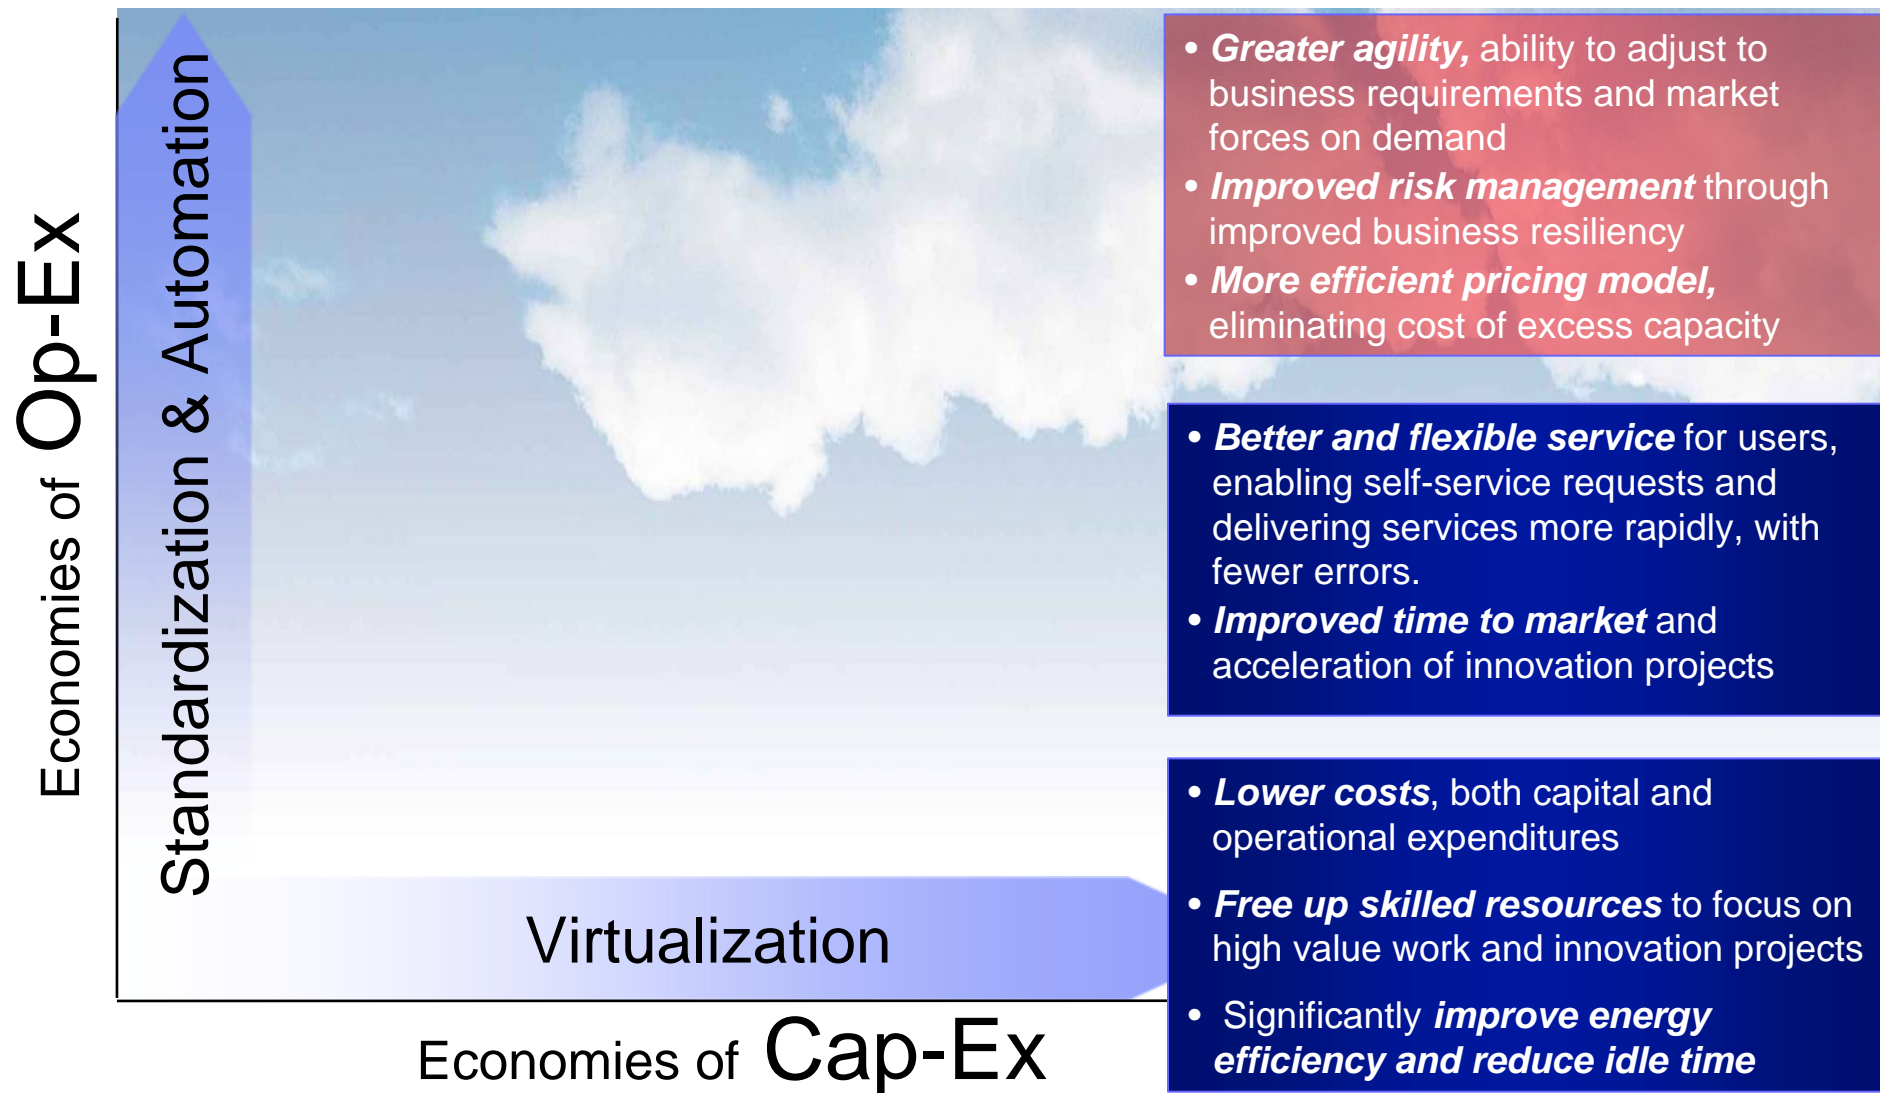 Economies of Op-Ex
Standardization & Automation
• Greater agility, ability to adjust to
business requirements and market
forces on demand
• Improved risk management through
improved business resiliency
• More efficient pricing model,
eliminating cost of excess capacity
• Better and flexible service for users,
enabling self-service requests and
delivering services more rapidly, with
fewer errors.
• Improved time to market and
acceleration of innovation projects
• Lower costs, both capital and
operational expenditures
• Free up skilled resources to focus on
high value work and innovation projects
• Significantly improve energy
efficiency and reduce idle time
Virtualization
Economies of Cap-Ex